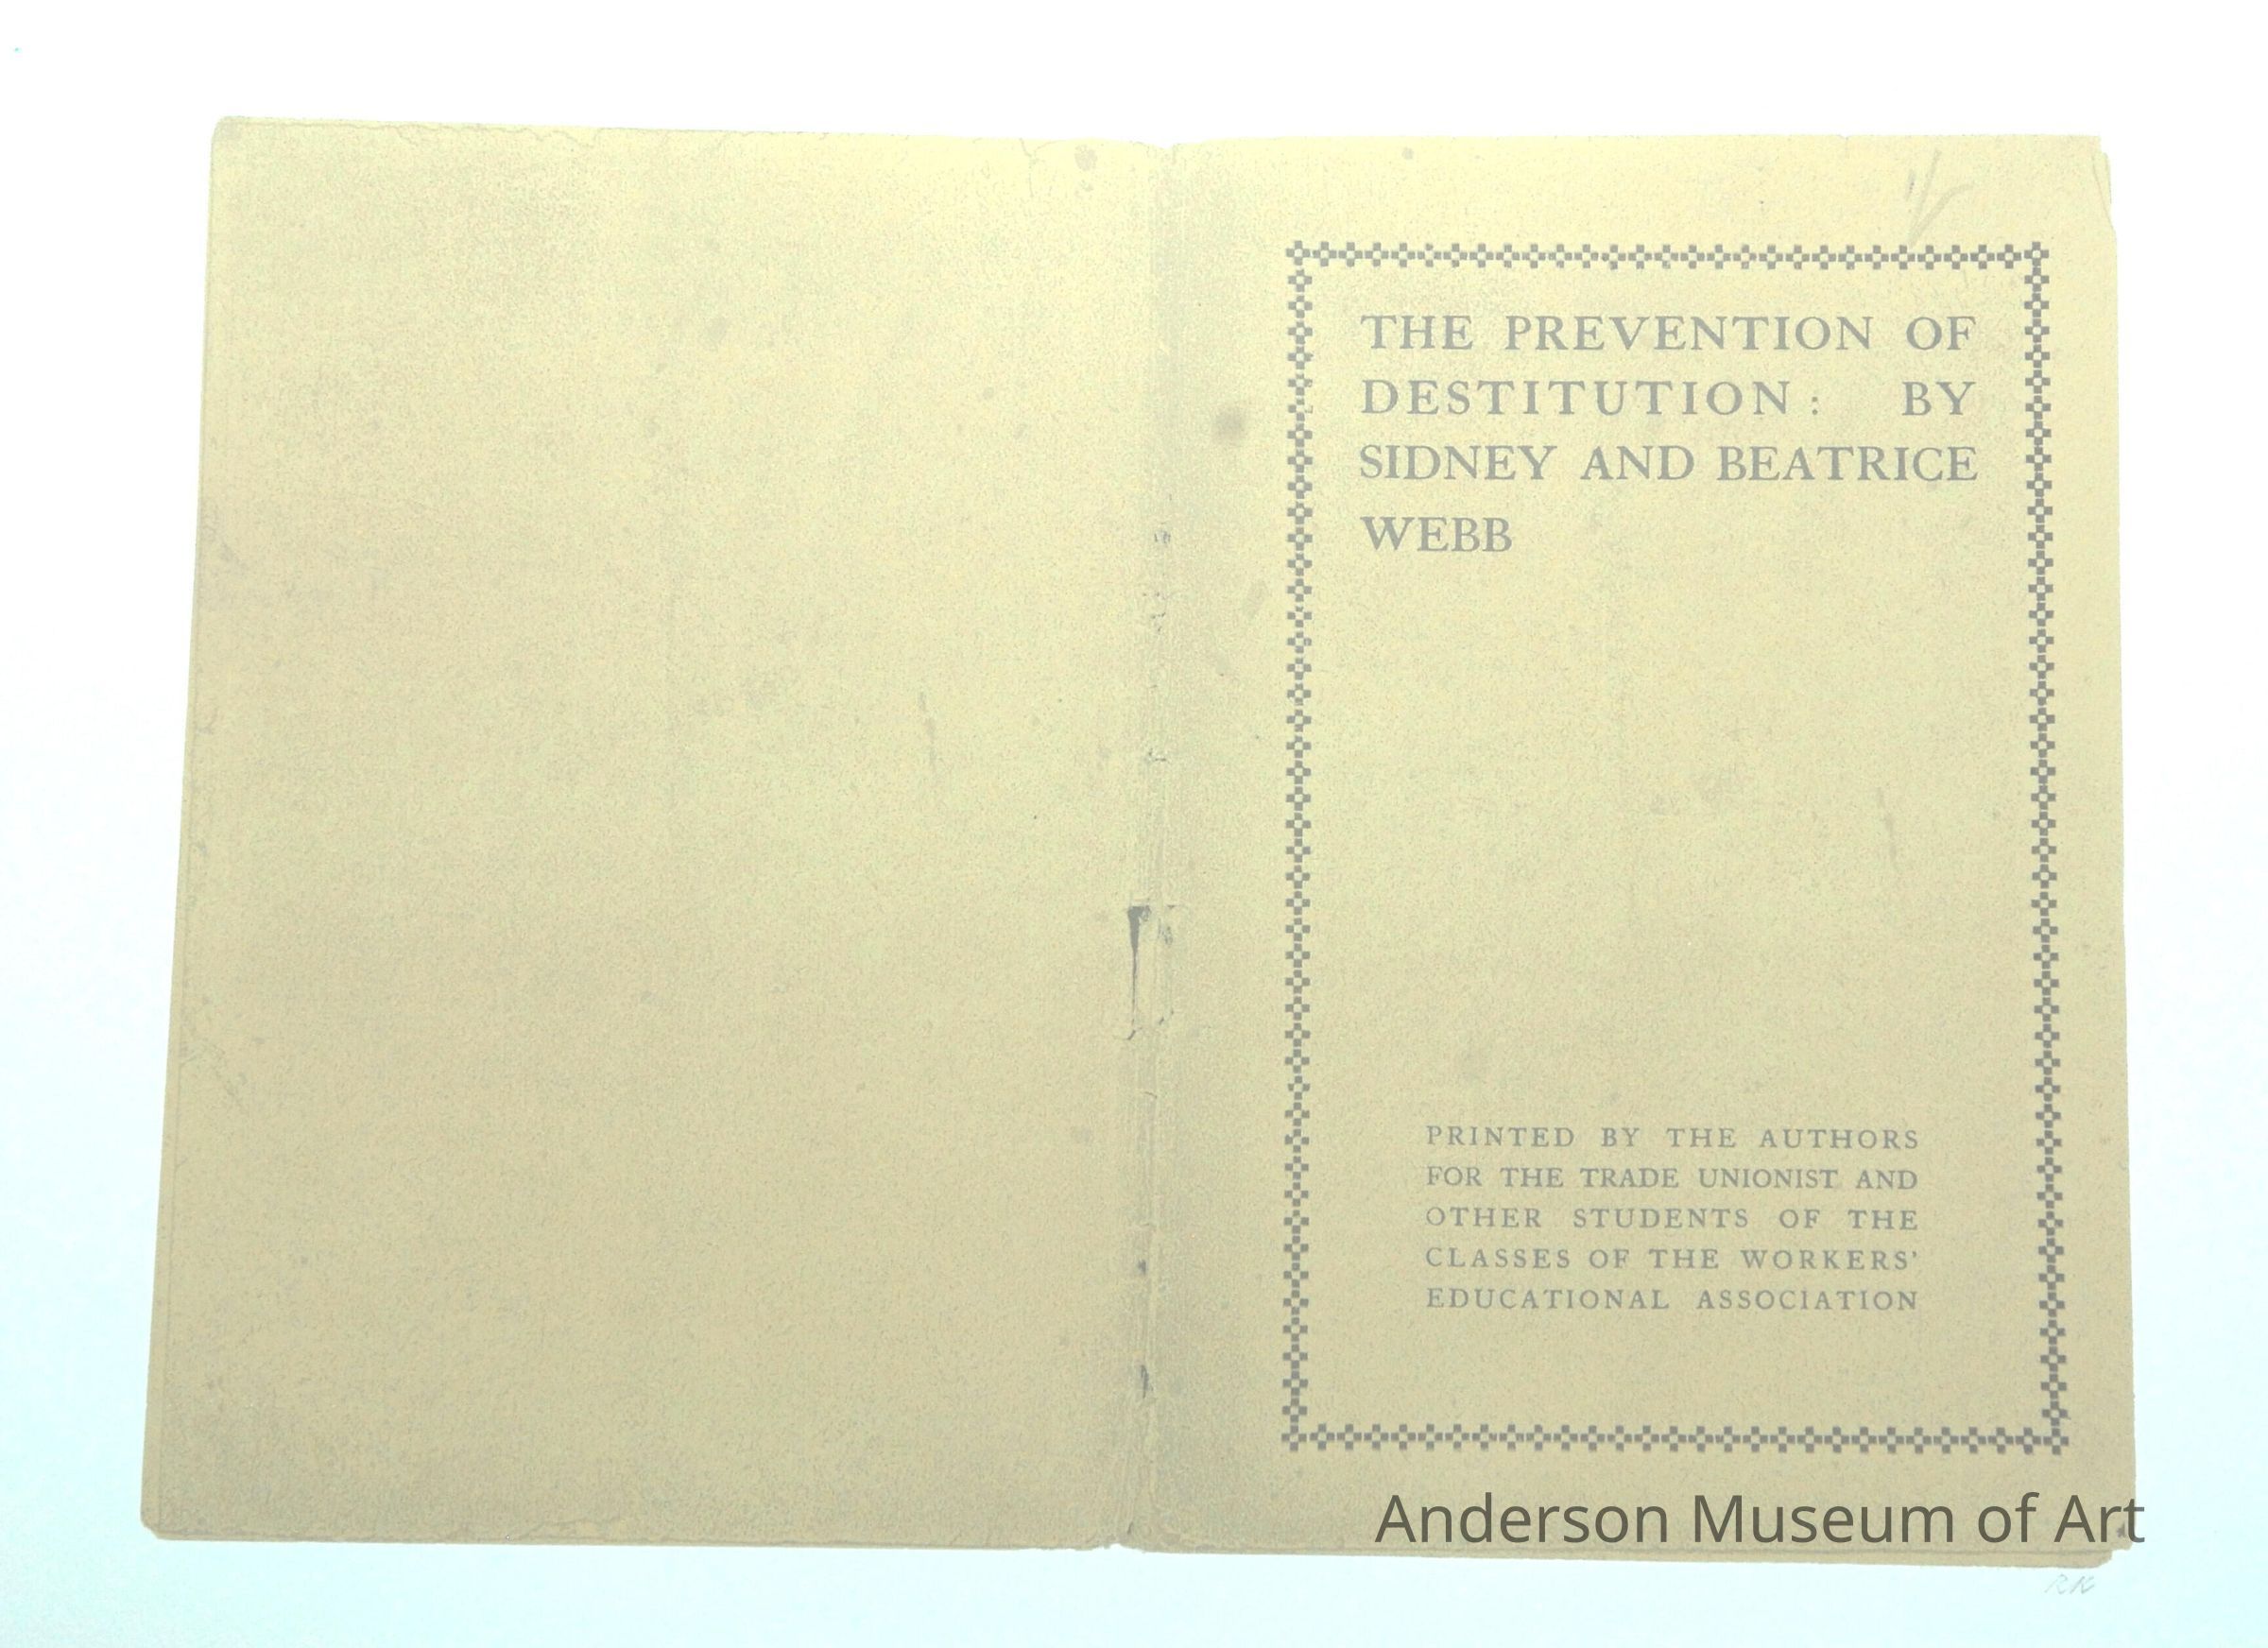 THE PREVENTION OF
DESTITUTION: BY
SIDNEY AND BEATRICE
WEBB
PRINTED BY THE AUTHORS
FOR THE TRADE UNIONIST AND
OTHER STUDENTS OF THE
CLASSES OF THE WORKERS'
EDUCATIONAL ASSOCIATION
Anderson Museum of Art
RK